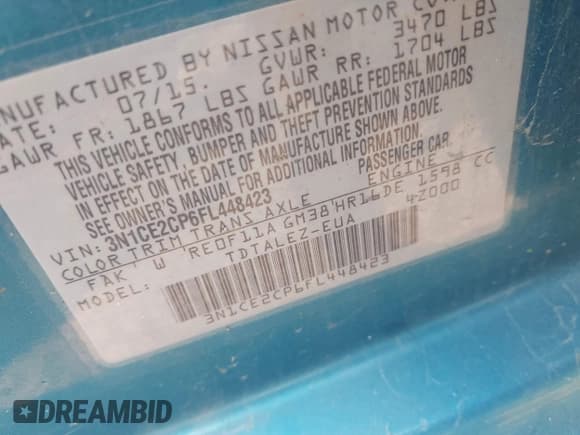 NUFACTURED BY NISSAN MOTOR CO
ATE: 07/15. GVWR: 3470 LBS
GAWR FR: 1867 LBS GAWR RR: 1704 LBS
THIS VEHICLE CONFORMS TO ALL APPLICABLE FEDERAL MOTOR
VEHICLE SAFETY, BUMPER AND THEFT PREVENTION STANDARDS
IN EFFECT ON THE DATE OF MANUFACTURE SHOWN ABOVE.
SEE OWNER'S MANUAL FOR ADDITIONAL INFORMATION.
VIN: 3N1CE2CP6FL448423 PASSENGER CAR
COLOR TRIM TRANS AXLE ENGINE
FAK W RE0F11A GM38 HR16DE 1598 CC
MODEL: TDTALEZ-EUA 4Z000
3N1CE2CP6FL448423
DREAMBID